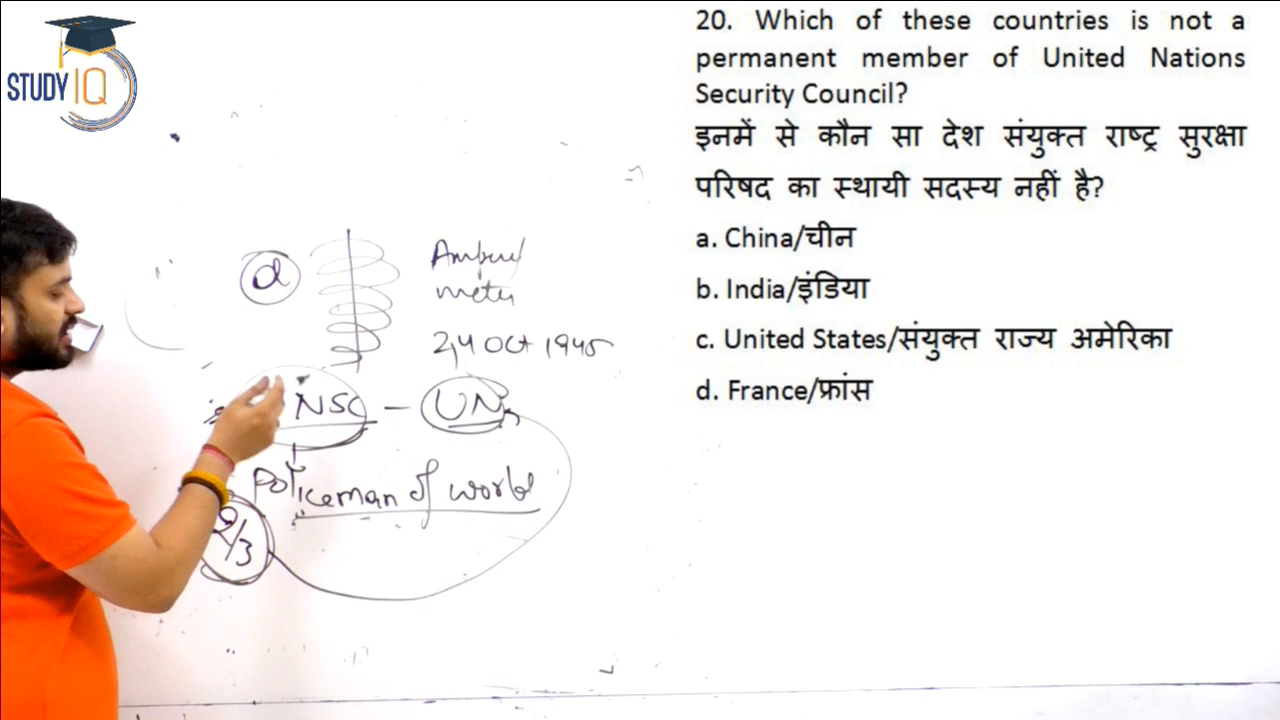 STUDY IQ
20. Which of these countries is not a
permanent member of United Nations
Security Council?
इनमें से कौन सा देश संयुक्त राष्ट्र सुरक्षा
परिषद का स्थायी सदस्य नहीं है?
a. China/चीन
b. India/इंडिया
c. United States/संयुक्त राज्य अमेरिका
d. France/फ्रांस
d
meter
24 Oct 1945
NSC — UN
Policeman of world
2/3